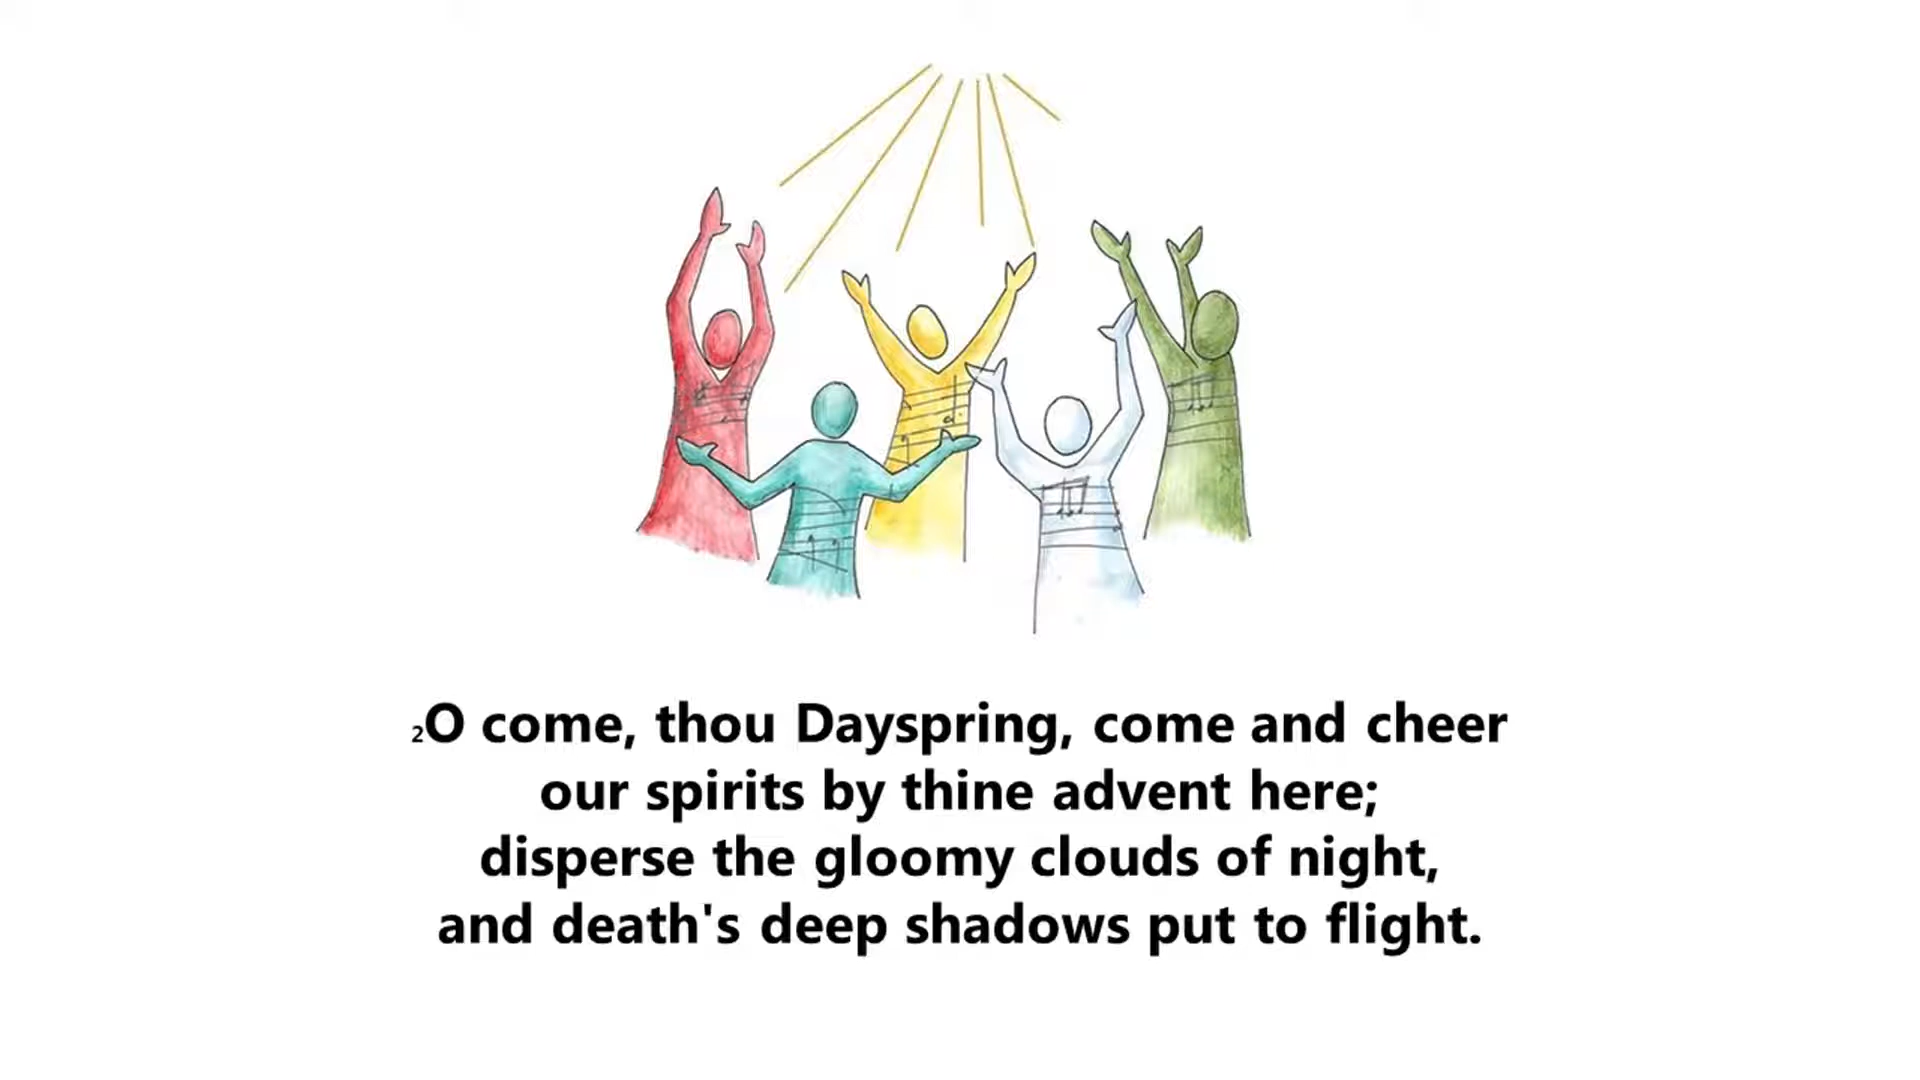 2O come, thou Dayspring, come and cheer
our spirits by thine advent here;
disperse the gloomy clouds of night,
and death's deep shadows put to flight.